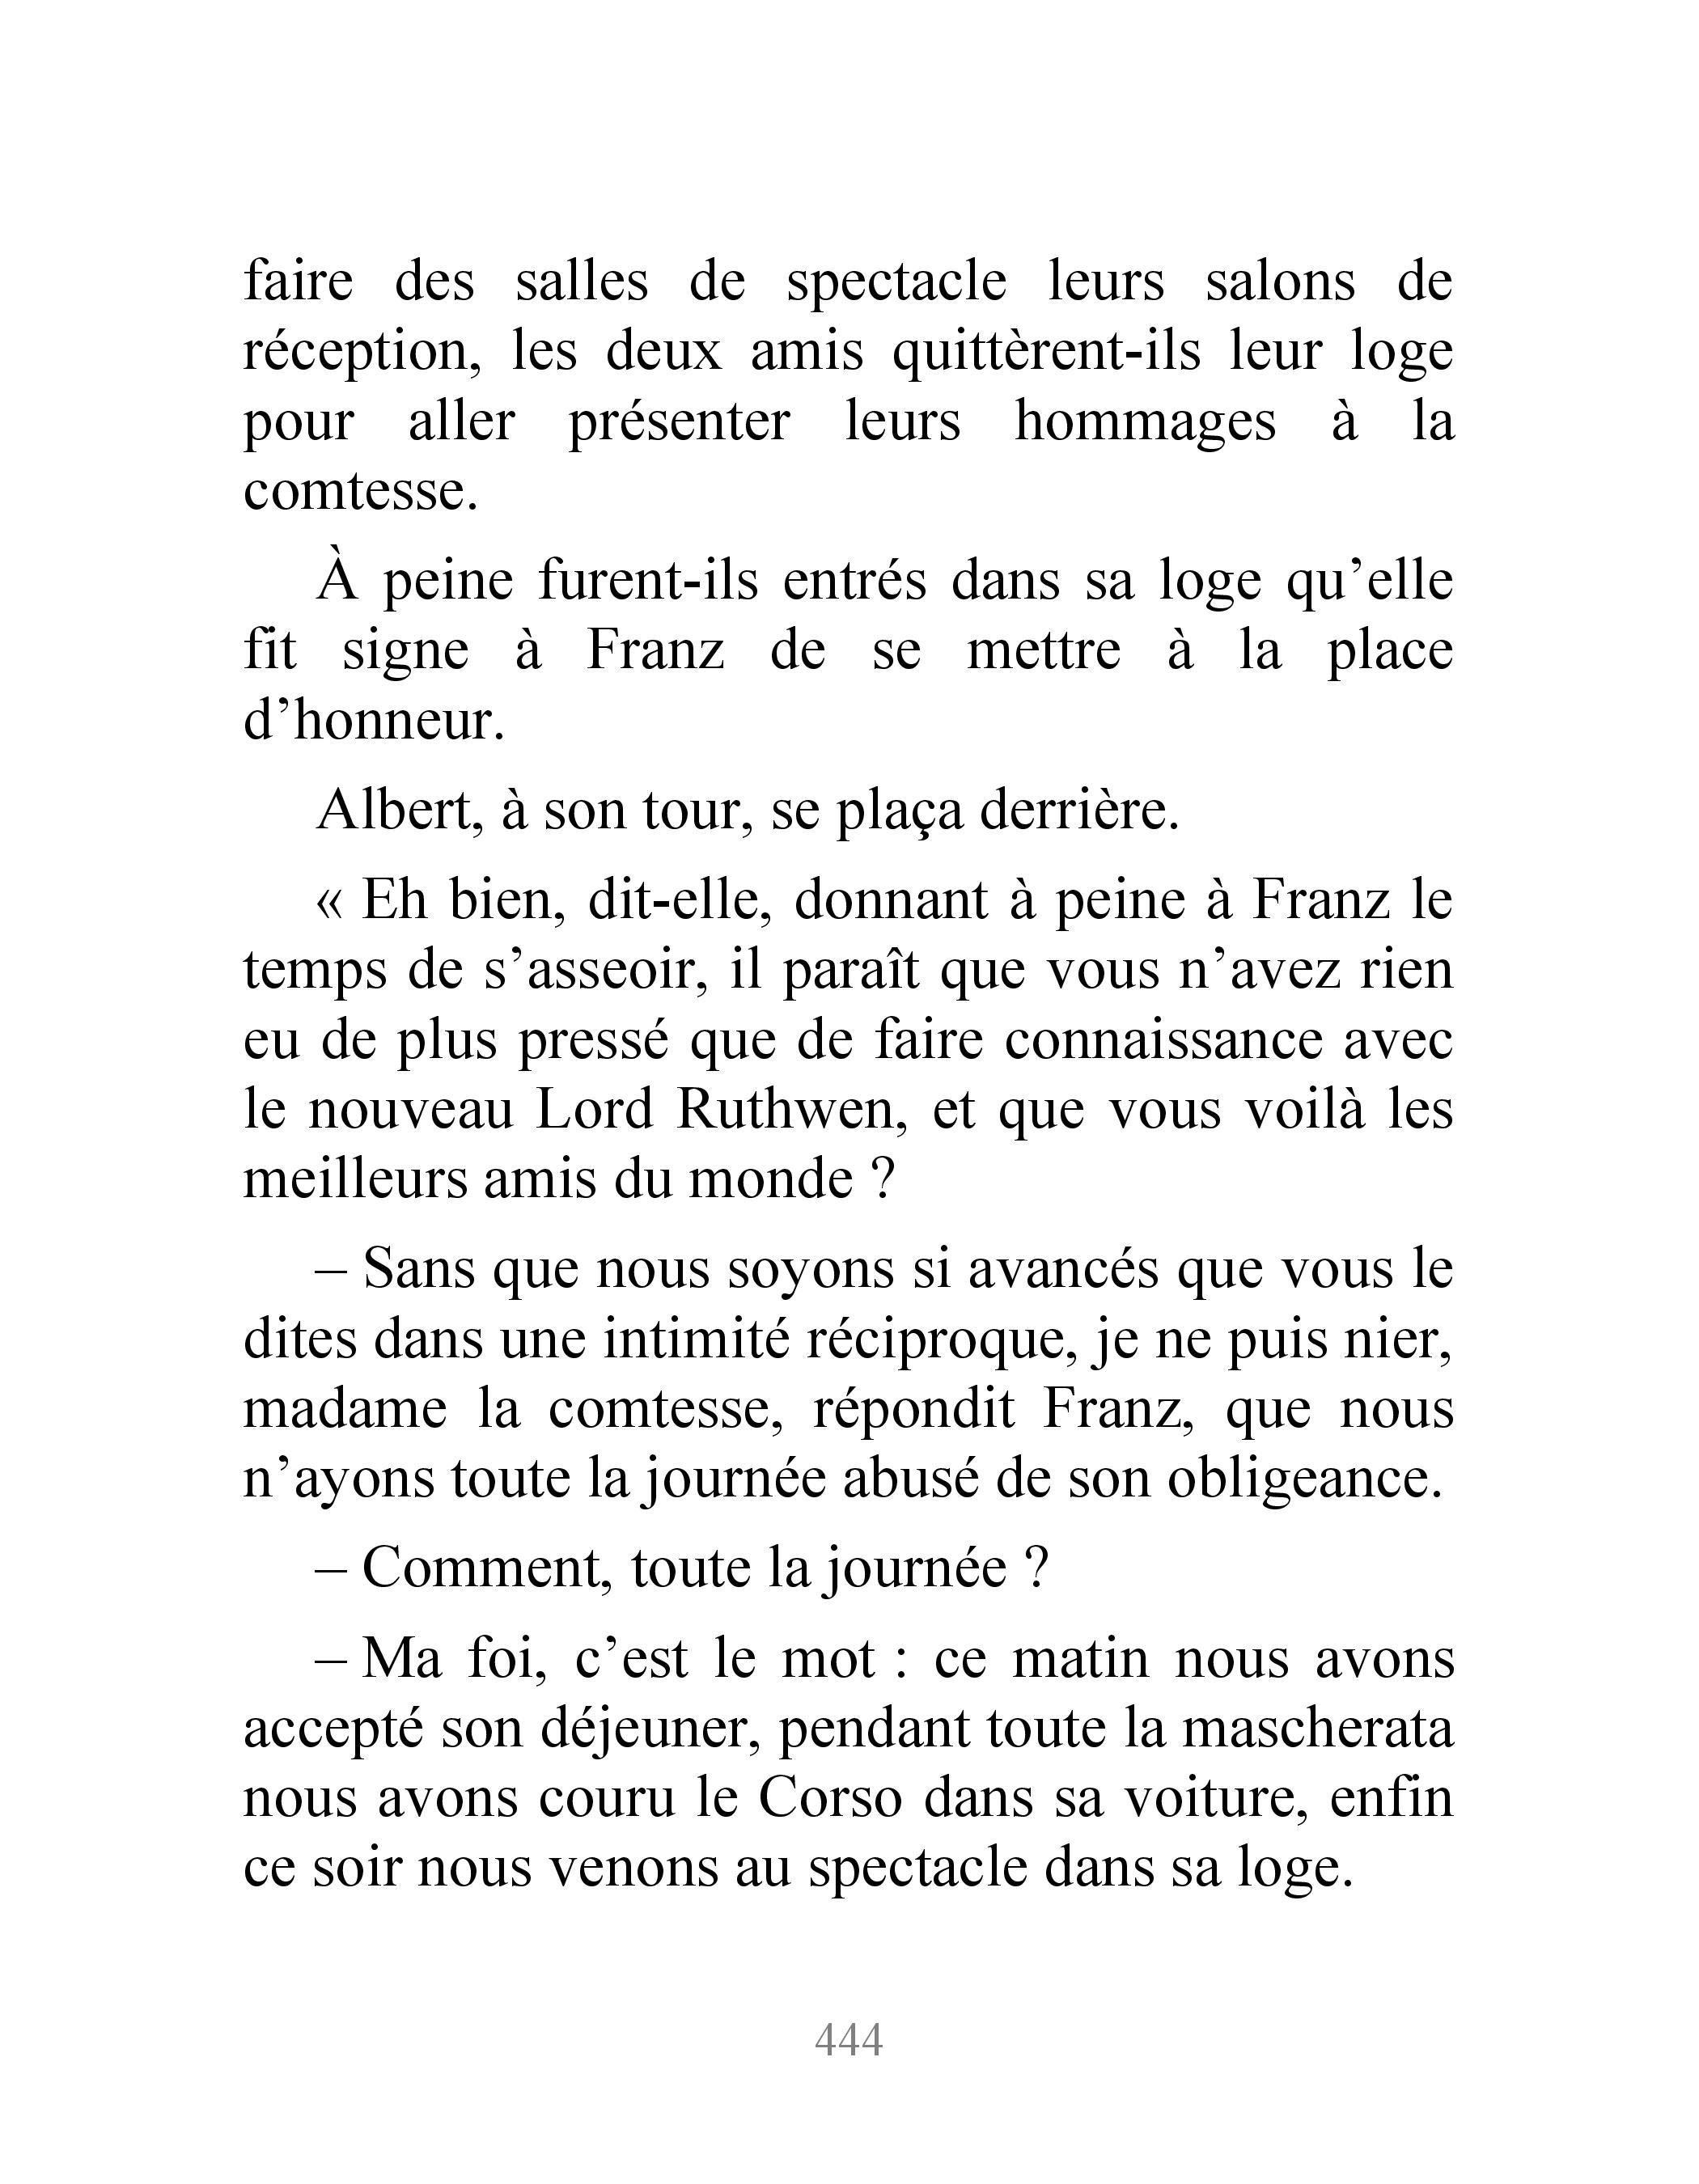 faire des salles de spectacle leurs salons de
réception, les deux amis quittèrent-ils leur loge
pour aller présenter leurs hommages à la
comtesse.
À peine furent-ils entrés dans sa loge qu’elle
fit signe à Franz de se mettre à la place
d’honneur.
Albert, à son tour, se plaça derrière.
« Eh bien, dit-elle, donnant à peine à Franz le
temps de s’asseoir, il paraît que vous n’avez rien
eu de plus pressé que de faire connaissance avec
le nouveau Lord Ruthwen, et que vous voilà les
meilleurs amis du monde ?
– Sans que nous soyons si avancés que vous le
dites dans une intimité réciproque, je ne puis nier,
madame la comtesse, répondit Franz, que nous
n’ayons toute la journée abusé de son obligeance.
– Comment, toute la journée ?
– Ma foi, c’est le mot : ce matin nous avons
accepté son déjeuner, pendant toute la mascherata
nous avons couru le Corso dans sa voiture, enfin
ce soir nous venons au spectacle dans sa loge.
444